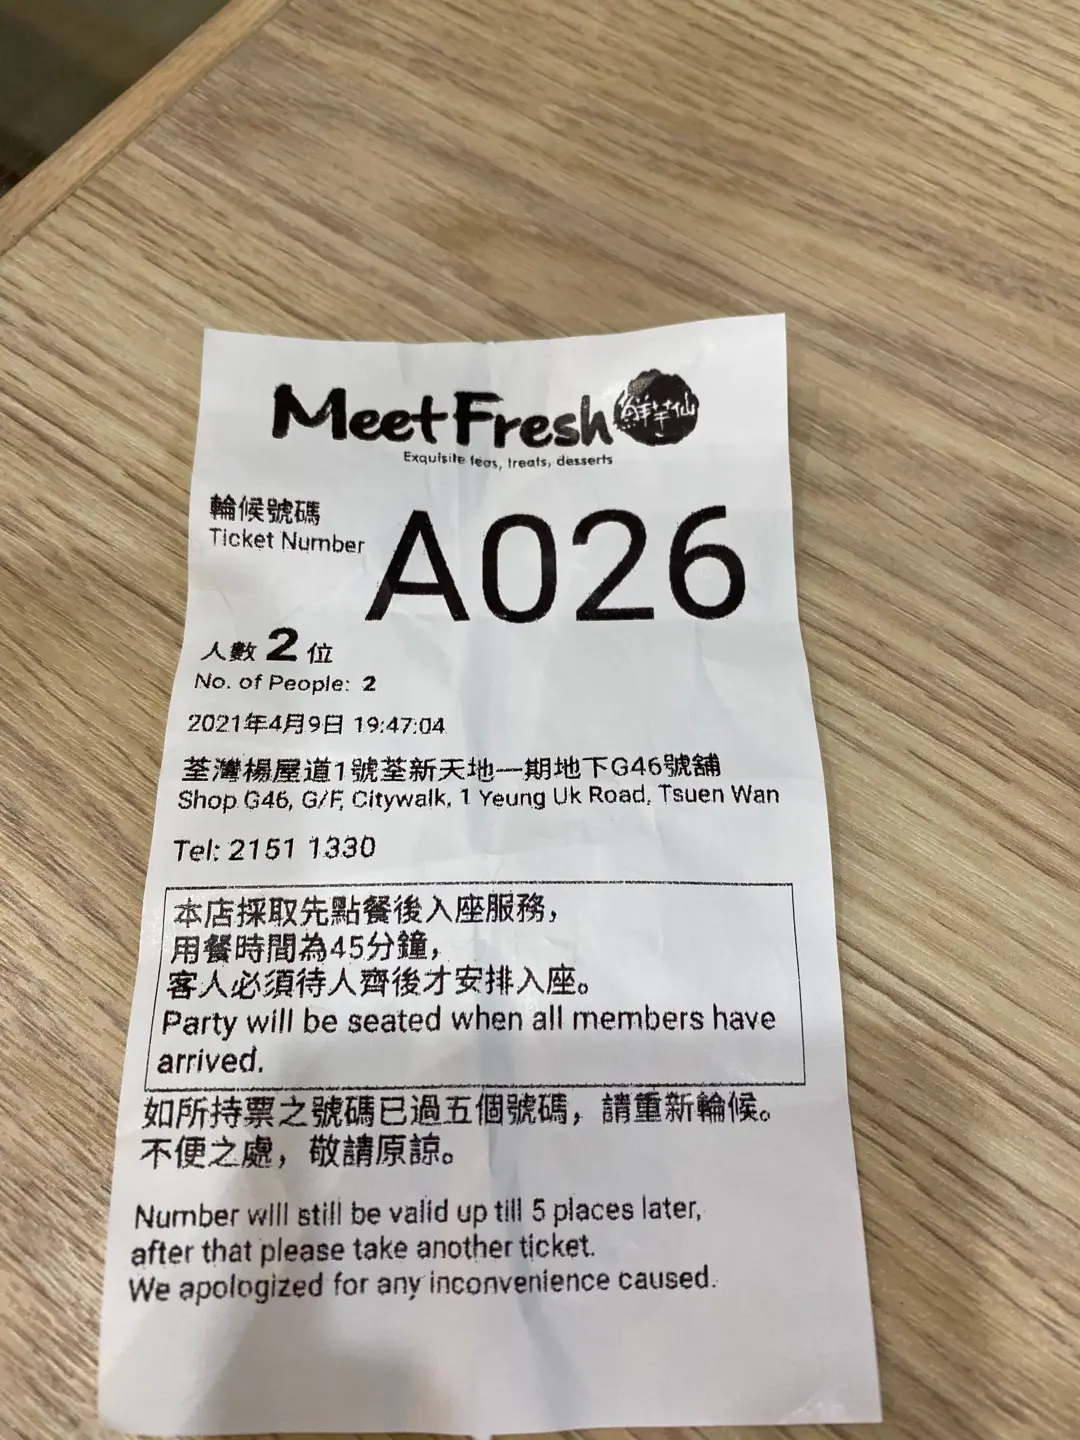 Meet Fresh 鮮芋仙
Exquisite teas, treats, desserts
輪候號碼
Ticket Number
A026
人數 2 位
No. of People: 2
2021年4月9日 19:47:04
荃灣楊屋道1號荃新天地一期地下G46號舖
Shop G46, G/F, Citywalk, 1 Yeung Uk Road, Tsuen Wan
Tel: 2151 1330
本店採取先點餐後入座服務，
用餐時間為45分鐘，
客人必須待人齊後才安排入座。
Party will be seated when all members have
arrived.
如所持票之號碼已過五個號碼，請重新輪候。
不便之處，敬請原諒。
Number will still be valid up till 5 places later,
after that please take another ticket.
We apologized for any inconvenience caused.